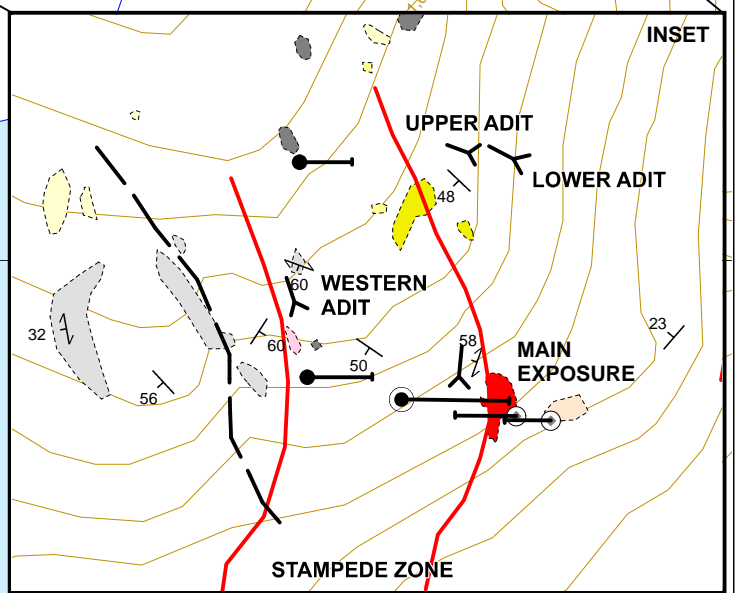 INSET
UPPER ADIT
LOWER ADIT
48
60
WESTERN
ADIT
32
60
50
58
23
MAIN
EXPOSURE
56
STAMPEDE ZONE